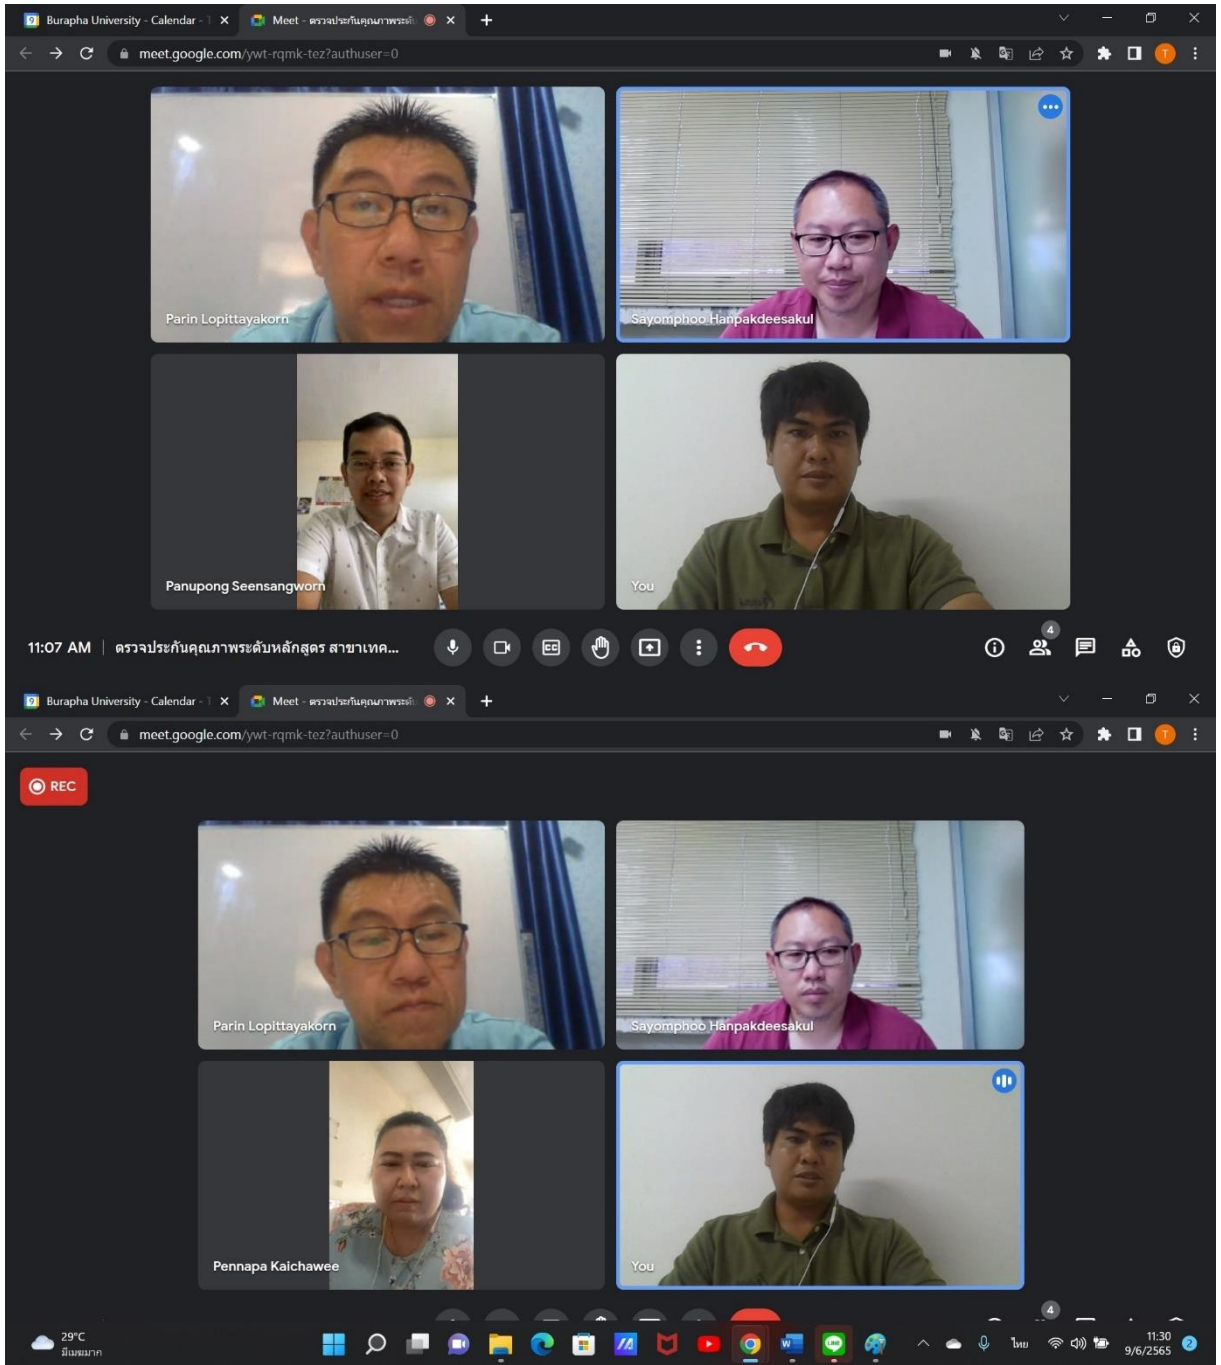 Burapha University - Calendar - T
Meet - ตรวจประกันคุณภาพระดับ
meet.google.com/ywt-rqmk-tez?authuser=0
T
Parin Lopittayakorn
Sayomphoo Hanpakdeesakul
Panupong Seensangworn
You
11:07 AM | ตรวจประกันคุณภาพระดับหลักสูตร สาขาเทค...
CC
4
Burapha University - Calendar - T
Meet - ตรวจประกันคุณภาพระดับ
meet.google.com/ywt-rqmk-tez?authuser=0
T
REC
Parin Lopittayakorn
Sayomphoo Hanpakdeesakul
Pennapa Kaichawee
You
4
29°C
มีเมฆมาก
LINE
ไทย
11:30
9/6/2565
2